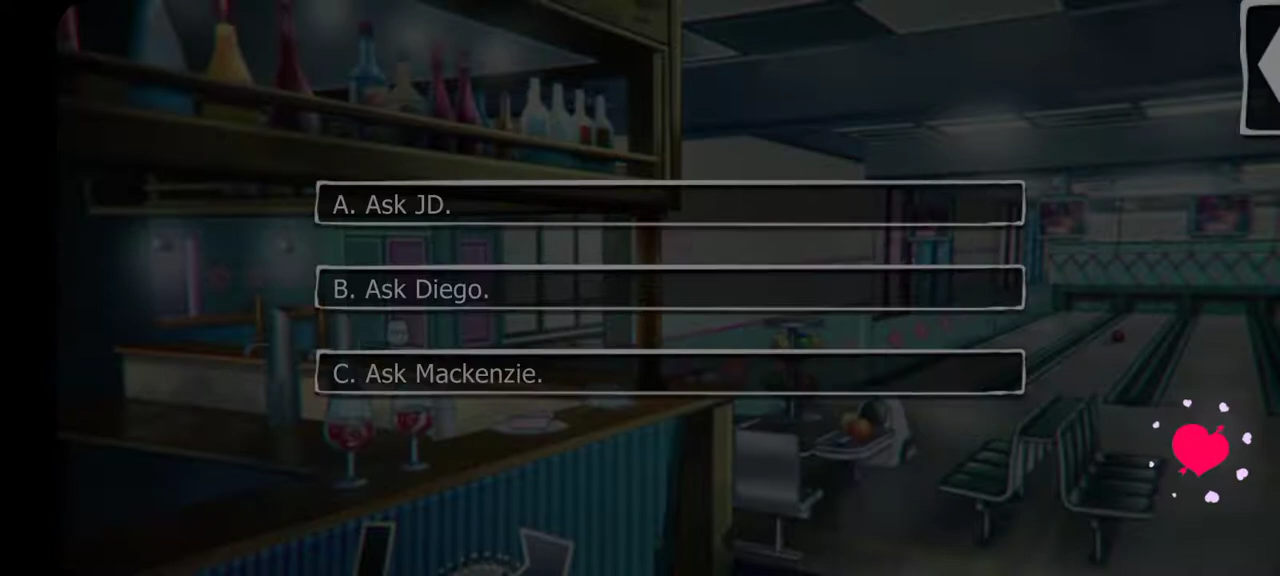 A. Ask JD.
B. Ask Diego.
C. Ask Mackenzie.